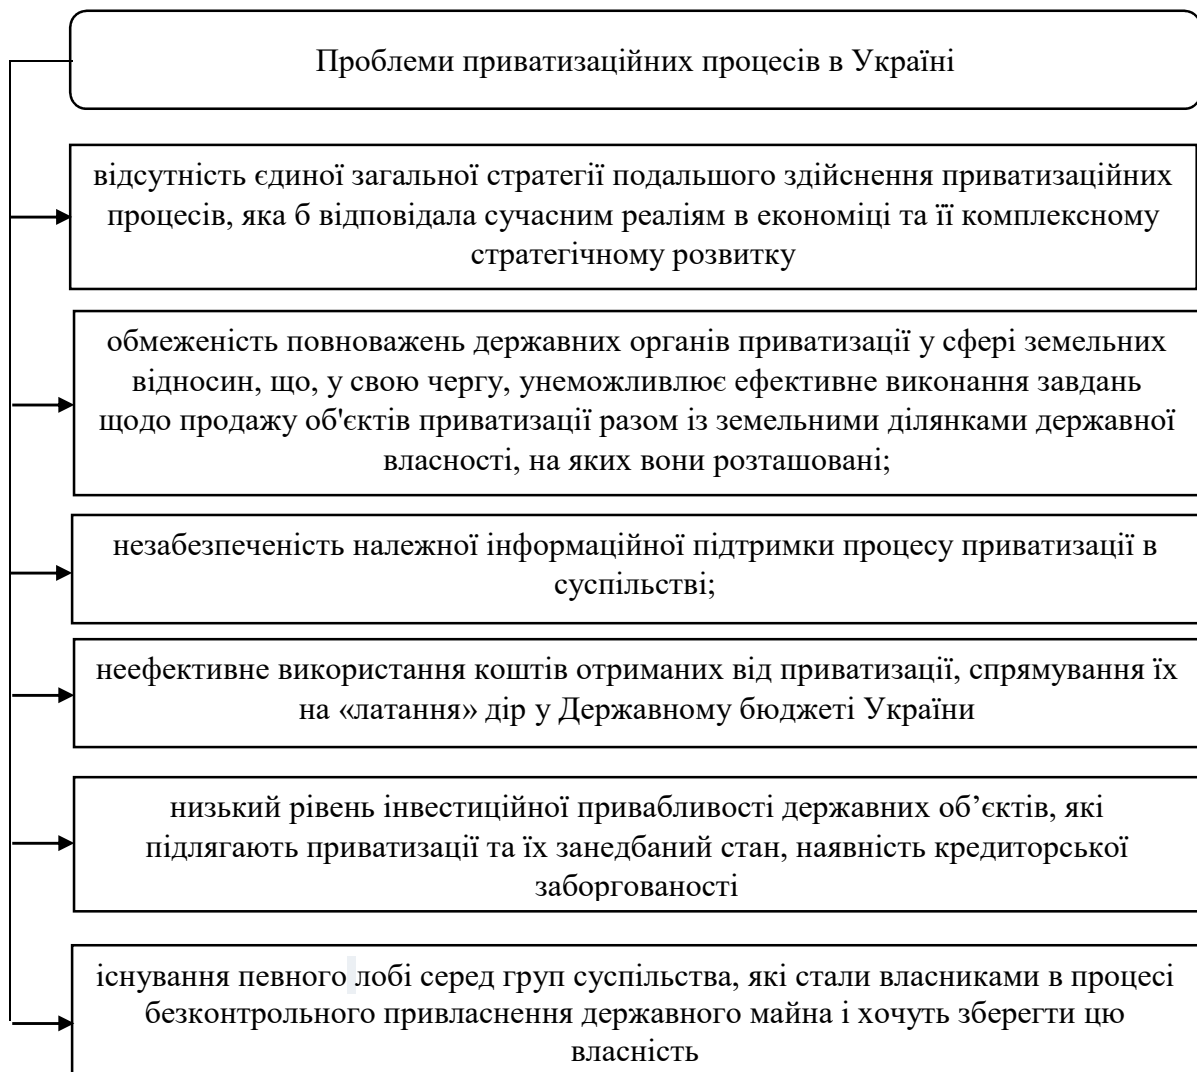 Проблеми приватизаційних процесів в Україні
відсутність єдиної загальної стратегії подальшого здійснення приватизаційних
процесів, яка б відповідала сучасним реаліям в економіці та її комплексному
стратегічному розвитку
обмеженість повноважень державних органів приватизації у сфері земельних
відносин, що, у свою чергу, унеможливлює ефективне виконання завдань
щодо продажу об'єктів приватизації разом із земельними ділянками державної
власності, на яких вони розташовані;
незабезпеченість належної інформаційної підтримки процесу приватизації в
суспільстві;
неефективне використання коштів отриманих від приватизації, спрямування їх
на «латання» дір у Державному бюджеті України
низький рівень інвестиційної привабливості державних об’єктів, які
підлягають приватизації та їх занедбаний стан, наявність кредиторської
заборгованості
існування певного лобі серед груп суспільства, які стали власниками в процесі
безконтрольного привласнення державного майна і хочуть зберегти цю
власність